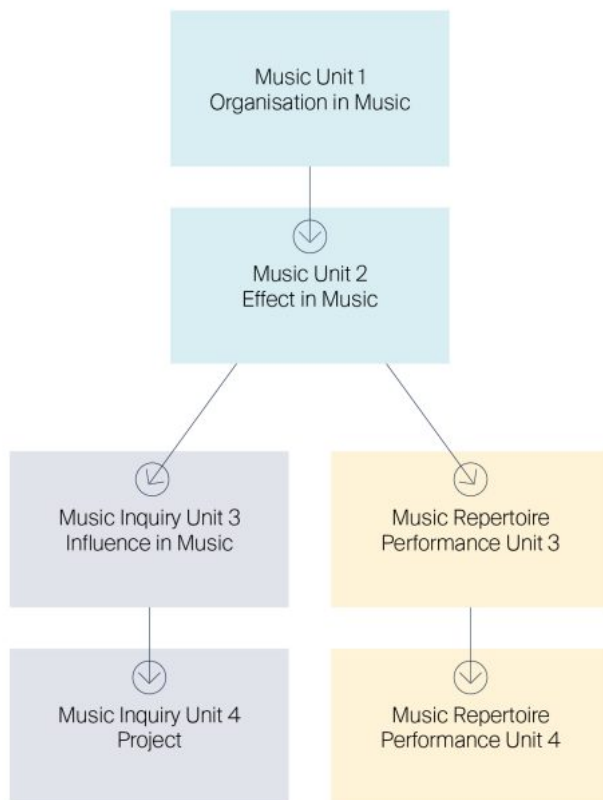 Music Unit 1
Organisation in Music
Music Unit 2
Effect in Music
Music Inquiry Unit 3
Influence in Music
Music Repertoire
Performance Unit 3
Music Inquiry Unit 4
Project
Music Repertoire
Performance Unit 4